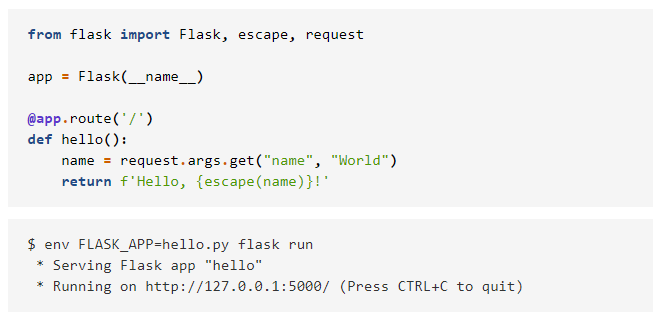 from flask import Flask, escape, request
app = Flask(__name__)
@app.route('/')
def hello():
    name = request.args.get("name", "World")
    return f'Hello, {escape(name)}!'
$ env FLASK_APP=hello.py flask run
 * Serving Flask app "hello"
 * Running on http://127.0.0.1:5000/ (Press CTRL+C to quit)